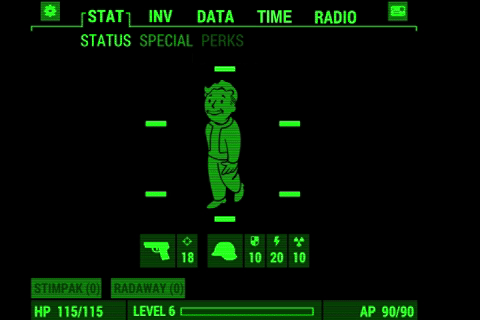 STAT INV DATA TIME RADIO
STATUS SPECIAL PERKS
18 10 20 10
STIMPAK (0) RADAWAY (0)
HP 115/115 LEVEL 6 AP 90/90